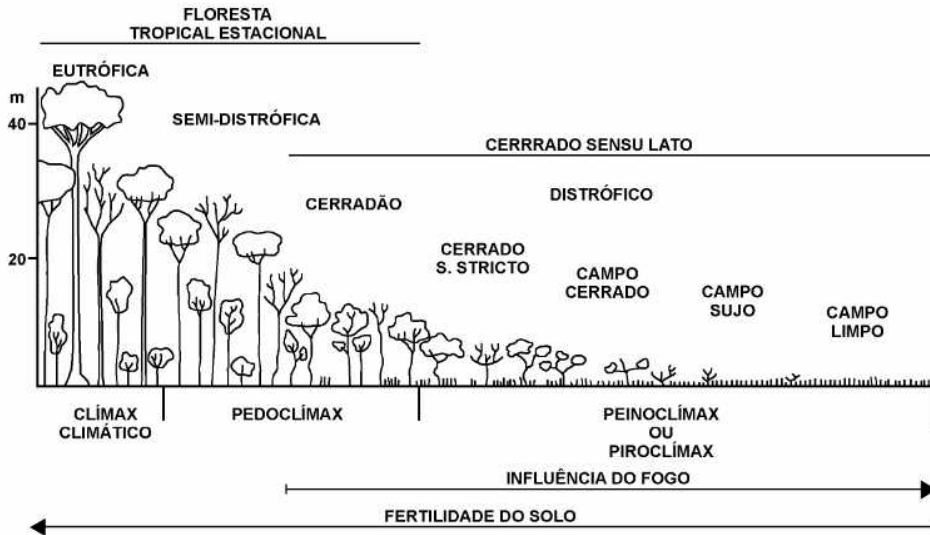 FLORESTA
TROPICAL ESTACIONAL
EUTRÓFICA
m
40
SEMI-DISTRÓFICA
CERRRADO SENSU LATO
CERRADÃO
DISTRÓFICO
20
CERRADO
S. STRICTO
CAMPO
CERRADO
CAMPO
SUJO
CAMPO
LIMPO
CLÍMAX
CLIMÁTICO
PEDOCLÍMAX
PEINOCLÍMAX
OU
PIROCLÍMAX
INFLUÊNCIA DO FOGO
FERTILIDADE DO SOLO